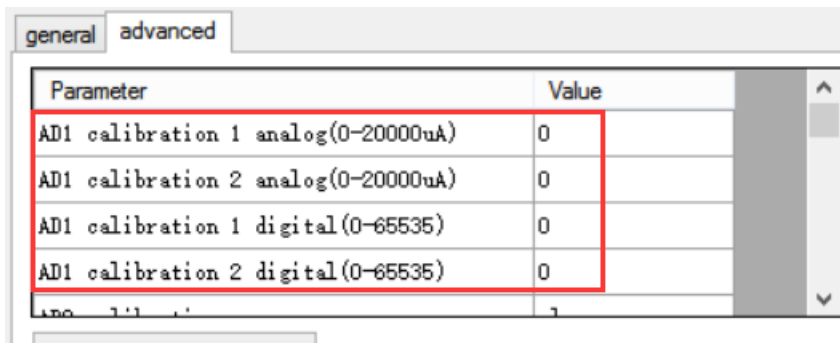 general advanced
Parameter Value
AD1 calibration 1 analog(0-20000uA) 0
AD1 calibration 2 analog(0-20000uA) 0
AD1 calibration 1 digital(0-65535) 0
AD1 calibration 2 digital(0-65535) 0